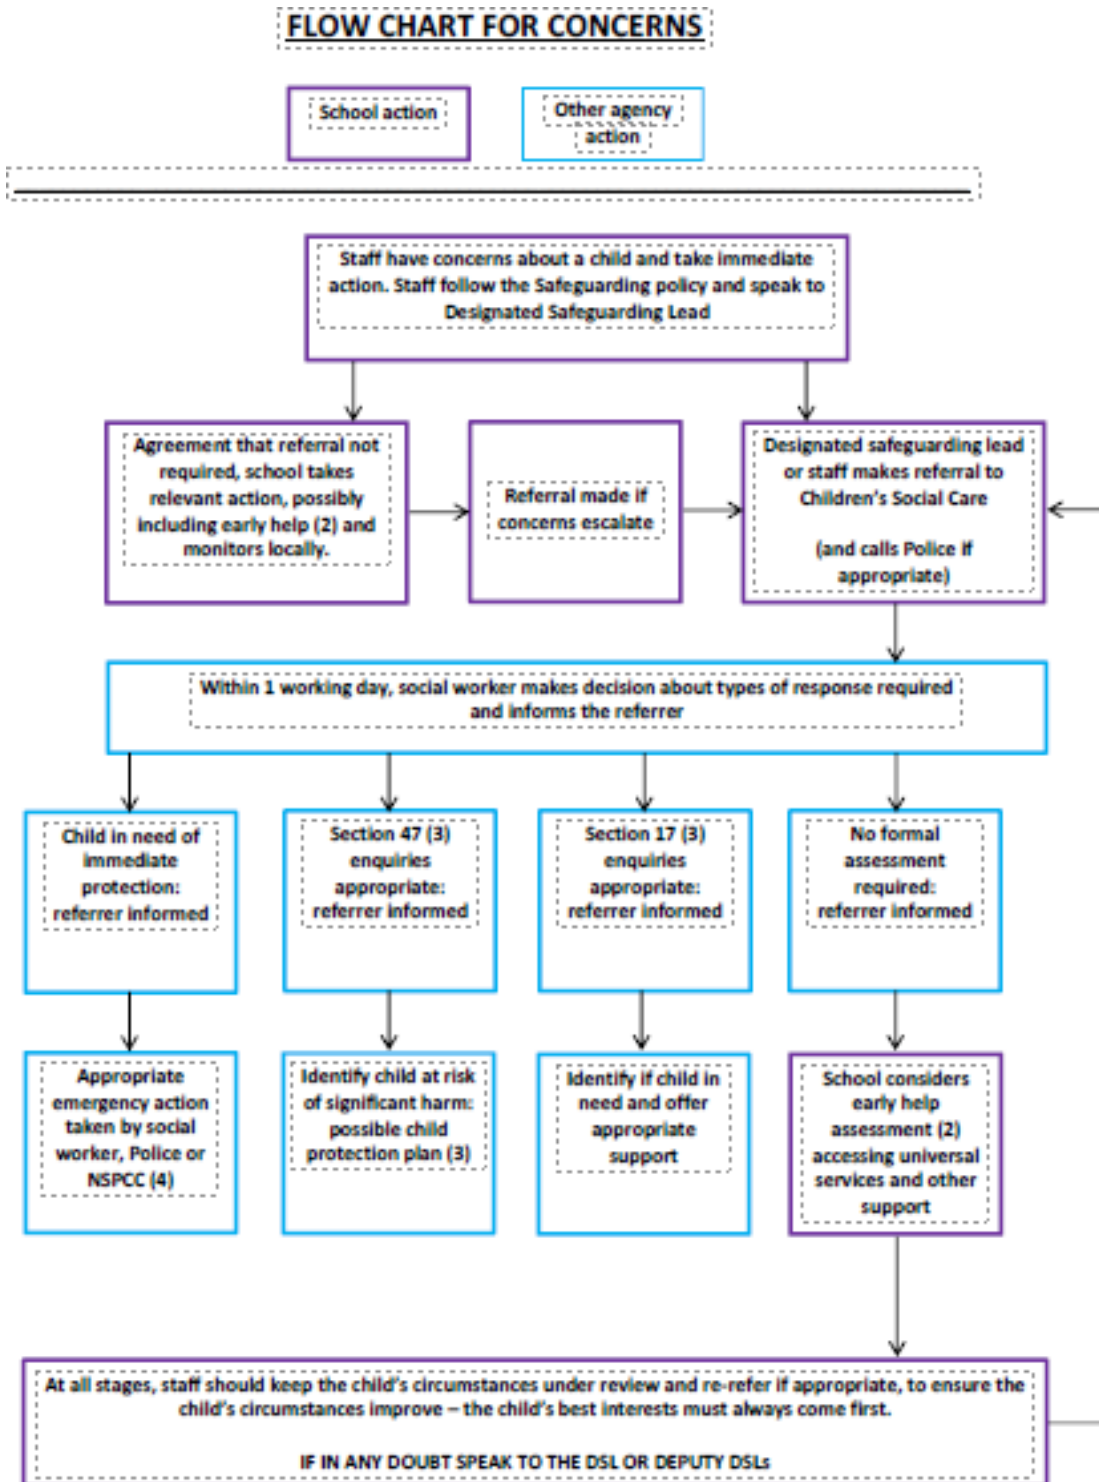 FLOW CHART FOR CONCERNS
School action
Other agency
action
Staff have concerns about a child and take immediate
action. Staff follow the Safeguarding policy and speak to
Designated Safeguarding Lead
Agreement that referral not
required, school takes
relevant action, possibly
including early help (2) and
monitors locally.
Referral made if
concerns escalate
Designated safeguarding lead
or staff makes referral to
Children's Social Care
(and calls Police if
appropriate)
Within 1 working day, social worker makes decision about types of response required
and informs the referrer
Child in need of
immediate
protection:
referrer informed
Section 47 (3)
enquiries
appropriate:
referrer informed
Section 17 (3)
enquiries
appropriate:
referrer informed
No formal
assessment
required:
referrer informed
Appropriate
emergency action
taken by social
worker, Police or
NSPCC (4)
Identify child at risk
of significant harm:
possible child
protection plan (3)
Identify if child in
need and offer
appropriate
support
School considers
early help
assessment (2)
accessing universal
services and other
support
At all stages, staff should keep the child's circumstances under review and re-refer if appropriate, to ensure the
child's circumstances improve – the child's best interests must always come first.
IF IN ANY DOUBT SPEAK TO THE DSL OR DEPUTY DSLs